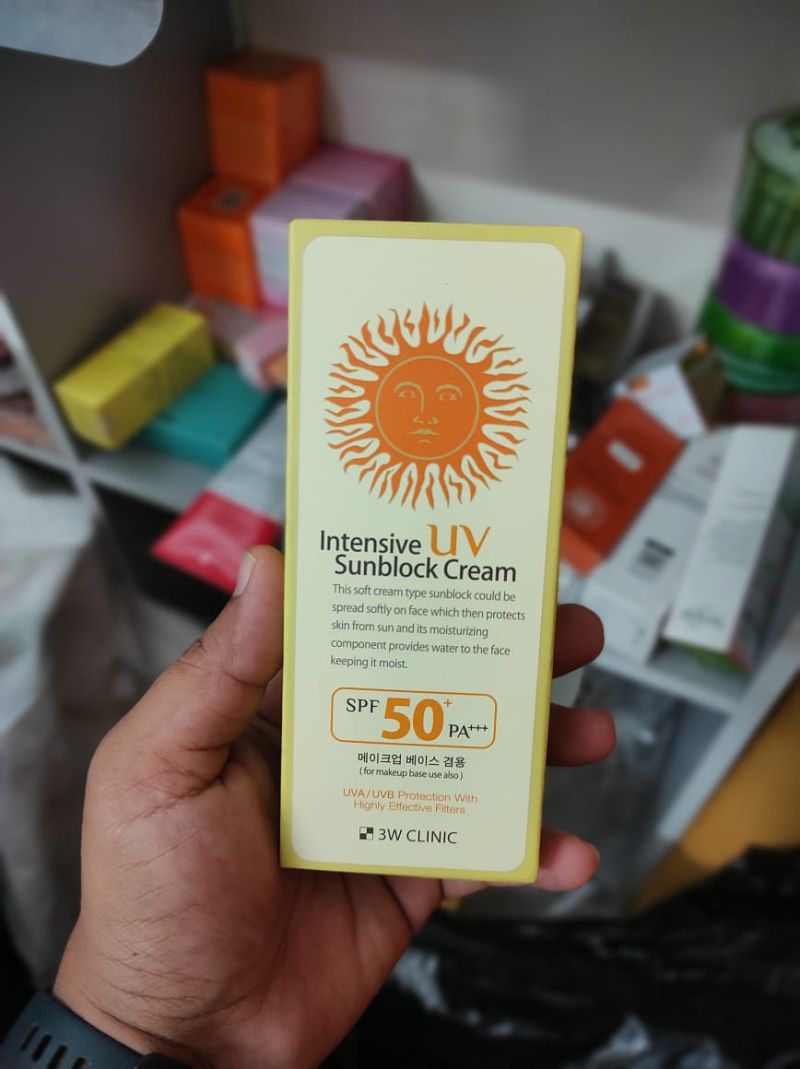 Intensive UV
Sunblock Cream
This soft cream type sunblock could be
spread softly on face which then protects
skin from sun and its moisturizing
component provides water to the face
keeping it moist.
SPF 50+ PA+++
메이크업 베이스 겸용
( for makeup base use also )
UVA / UVB Protection With
Highly Effective Filters
3W CLINIC